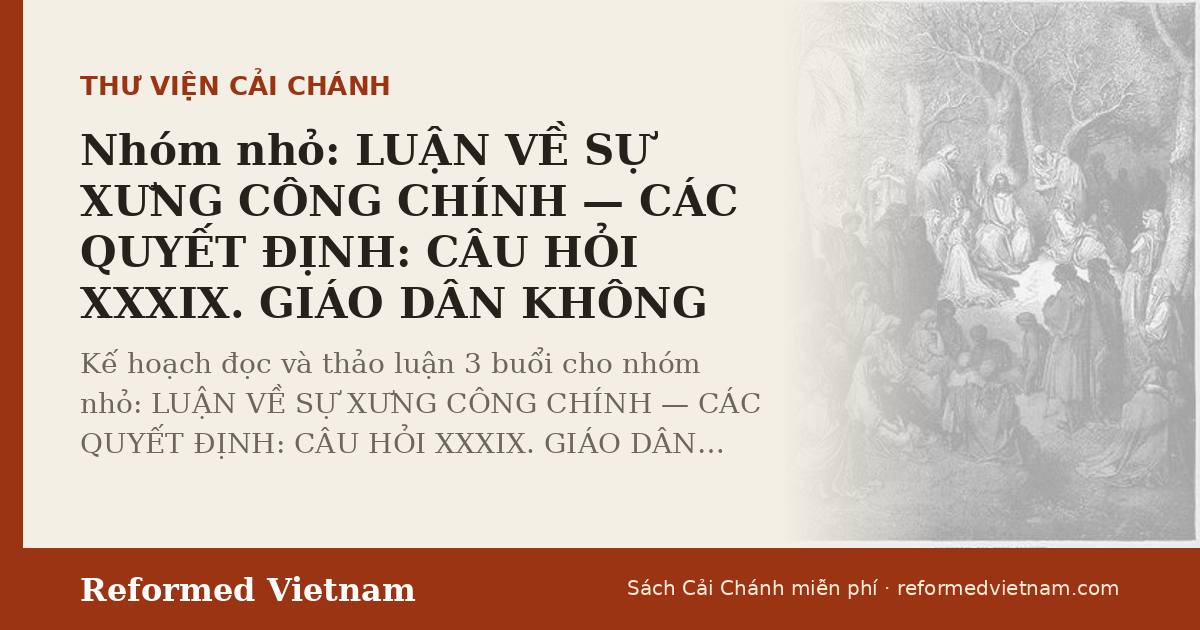 THƯ VIỆN CẢI CHÁNH
Nhóm nhỏ: LUẬN VỀ SỰ
XƯNG CÔNG CHÍNH — CÁC
QUYẾT ĐỊNH: CÂU HỎI
XXXIX. GIÁO DÂN KHÔNG
Kế hoạch đọc và thảo luận 3 buổi cho nhóm
nhỏ: LUẬN VỀ SỰ XƯNG CÔNG CHÍNH — CÁC
QUYẾT ĐỊNH: CÂU HỎI XXXIX. GIÁO DÂN...
Reformed Vietnam
Sách Cải Chánh miễn phí · reformedvietnam.com